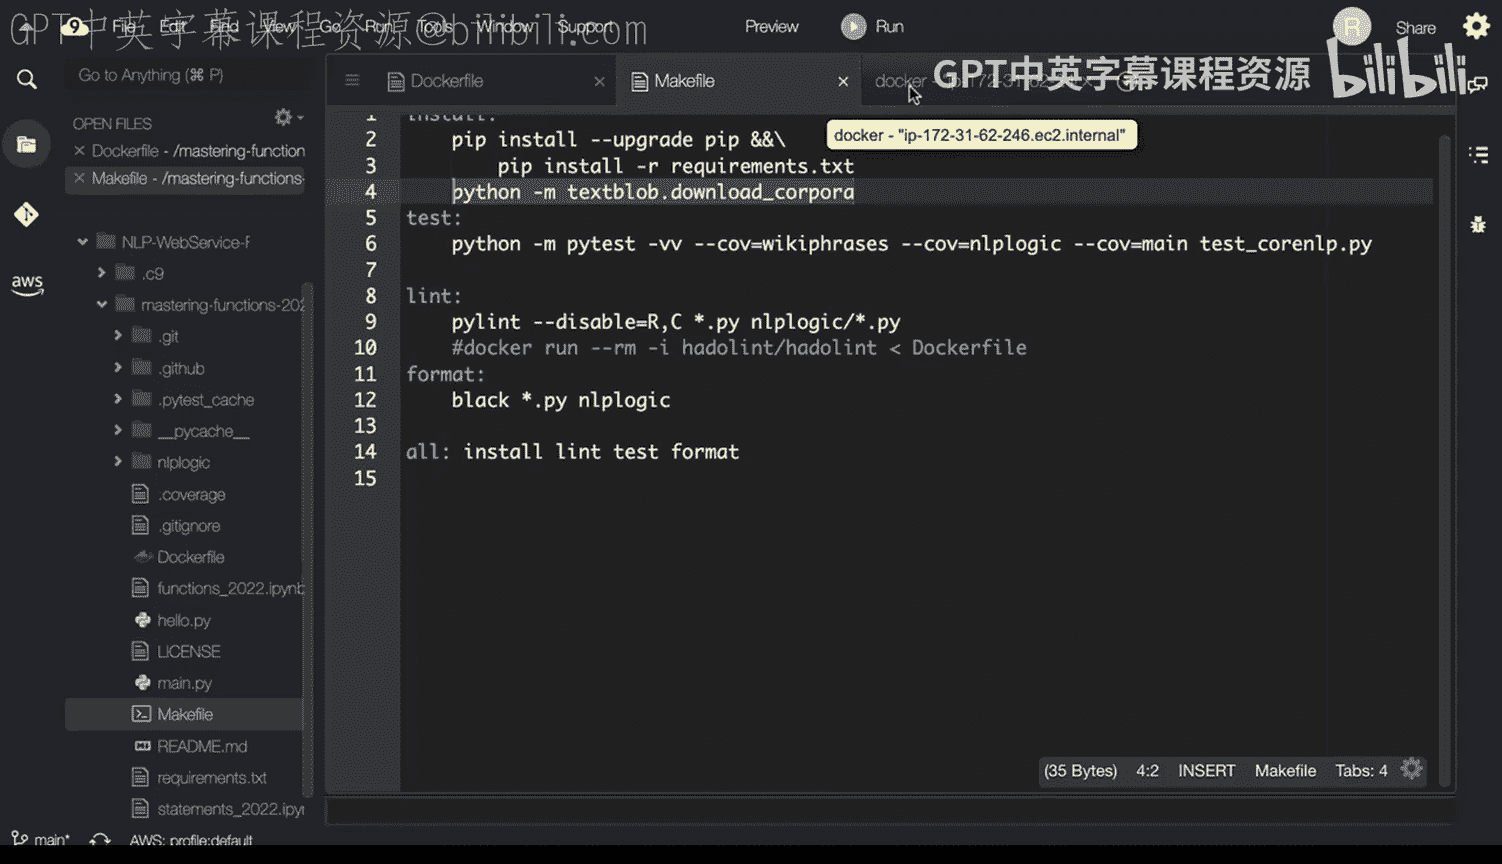 GPT中英字幕课程资源@bilibili.com
File Edit Find View Go Run Tools Window Support Preview Run Share
R
GPT中英字幕课程资源 bilibili
Go to Anything (⌘ P)
Dockerfile
Makefile
docker - "ip-172-31-62-246.ec2.internal"
OPEN FILES
Dockerfile - /mastering-function
Makefile - /mastering-functions-
aws
NLP-WebService-F
.c9
mastering-functions-202
.git
.github
.pytest_cache
__pycache__
nlplogic
.coverage
.gitignore
Dockerfile
functions_2022.ipynb
hello.py
LICENSE
main.py
Makefile
README.md
requirements.txt
statements_2022.ipyn
1 install:
2 pip install --upgrade pip &&\
3 pip install -r requirements.txt
4 python -m textblob.download_corpora
5 test:
6 python -m pytest -vv --cov=wikiphrases --cov=nlplogic --cov=main test_corenlp.py
7
8 lint:
9 pylint --disable=R,C *.py nlplogic/*.py
10 #docker run --rm -i hadolint/hadolint < Dockerfile
11 format:
12 black *.py nlplogic
13
14 all: install lint test format
15
(35 Bytes) 4:2 INSERT Makefile Tabs: 4
main* AWS: profile:default